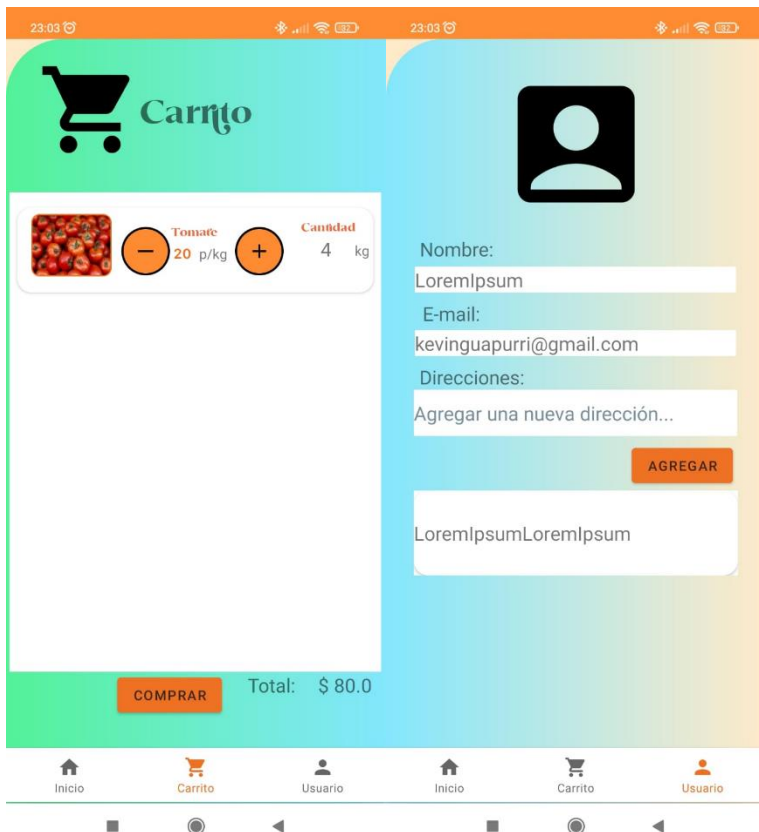 23:03
Carrito
Tomate
20 p/kg
Cantidad
4 kg
COMPRAR
Total: $ 80.0
Inicio
Carrito
Usuario
23:03
Nombre:
LoremIpsum
E-mail:
kevinguapurri@gmail.com
Direcciones:
Agregar una nueva dirección...
AGREGAR
LoremIpsumLoremIpsum
Inicio
Carrito
Usuario